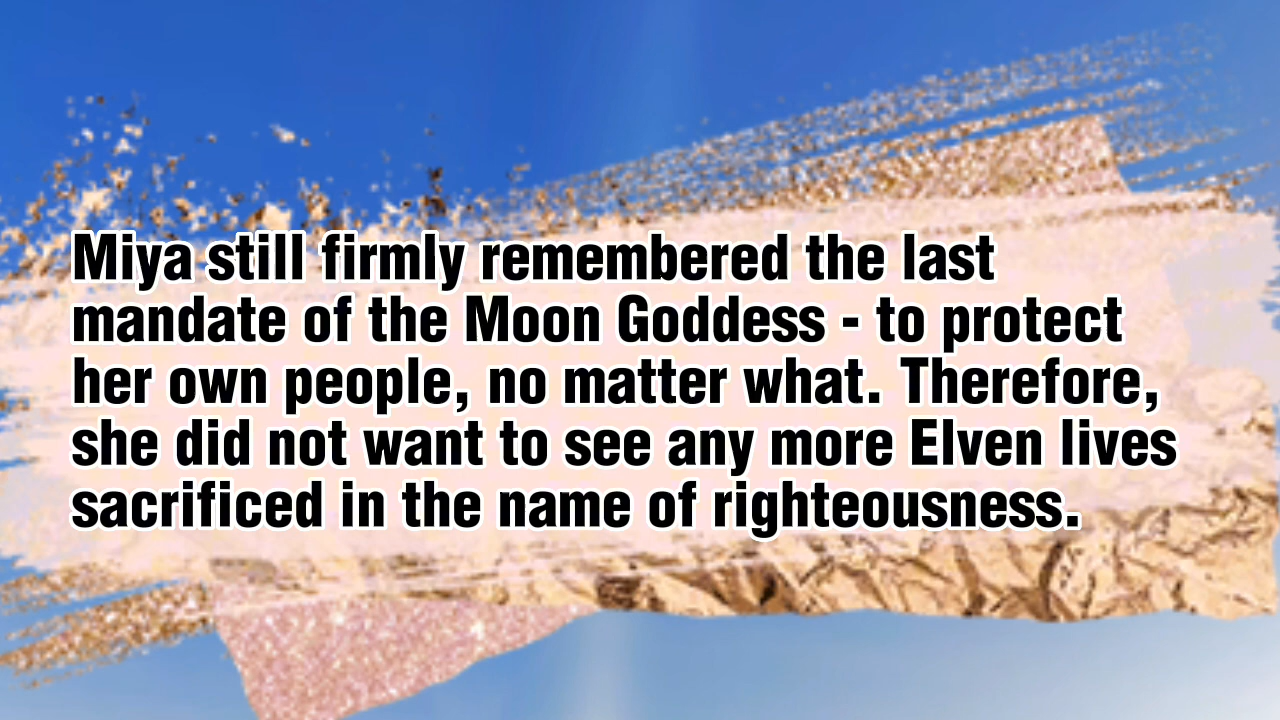 Miya still firmly remembered the last
mandate of the Moon Goddess - to protect
her own people, no matter what. Therefore,
she did not want to see any more Elven lives
sacrificed in the name of righteousness.